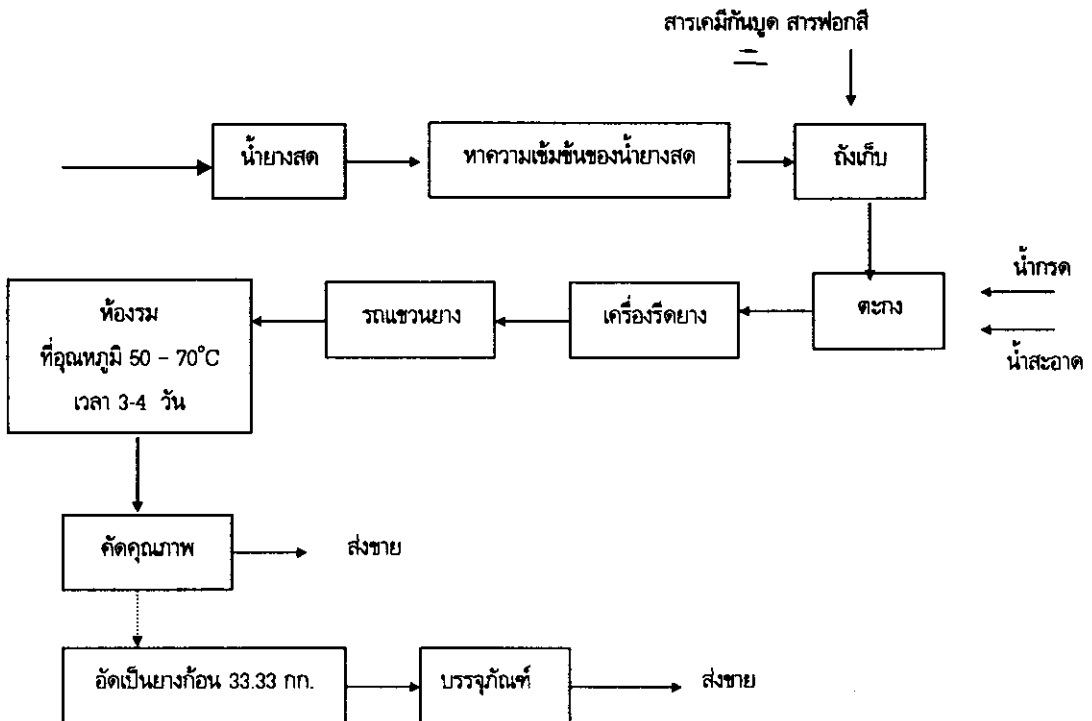 สารเคมีกันบูด สารฟอกสี
น้ำยางสด
หาความเข้มข้นของน้ำยางสด
ถังเก็บ
น้ำกรด
ห้องรม
ที่อุณหภูมิ 50 – 70°C
เวลา 3-4 วัน
รถแขวนยาง
เครื่องรีดยาง
ตะกง
น้ำสะอาด
คัดคุณภาพ
ส่งขาย
อัดเป็นยางก้อน 33.33 กก.
บรรจุภัณฑ์
ส่งขาย